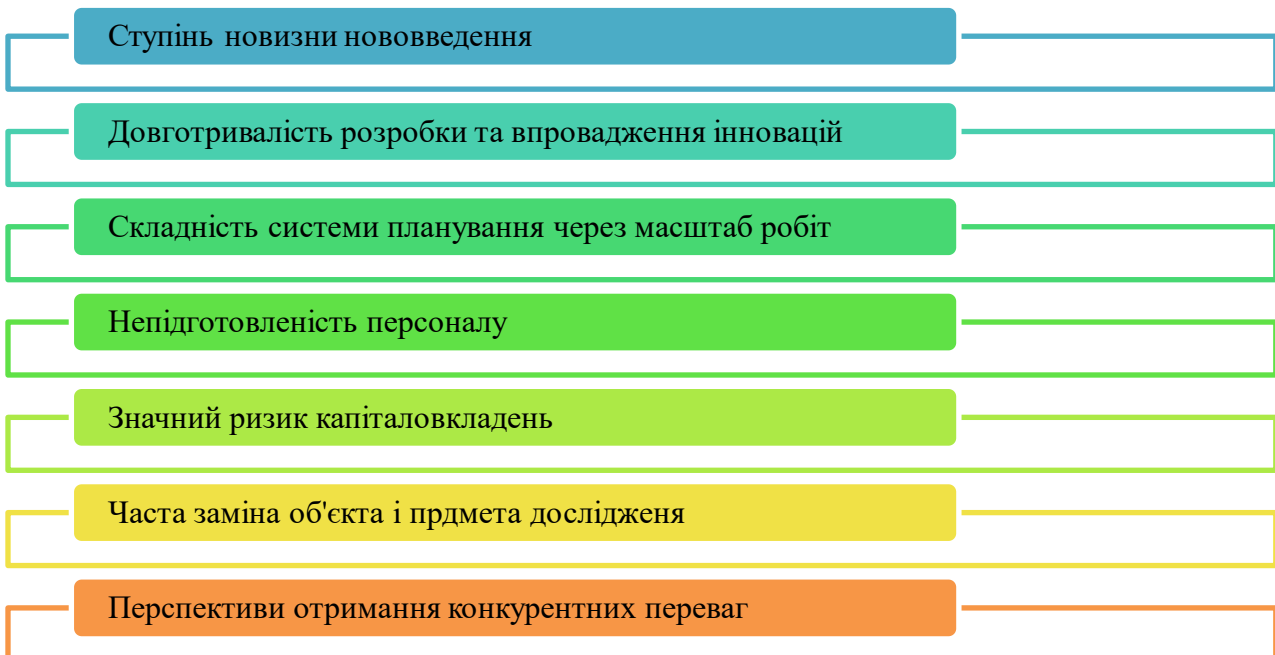 Ступінь новизни нововведення
Довготривалість розробки та впровадження інновацій
Складність системи планування через масштаб робіт
Непідготовленість персоналу
Значний ризик капіталовкладень
Часта заміна об'єкта і прдмета дослідженя
Перспективи отримання конкурентних переваг